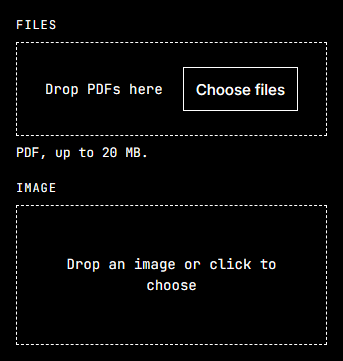 FILES
Drop PDFs here
Choose files
PDF, up to 20 MB.
IMAGE
Drop an image or click to
choose